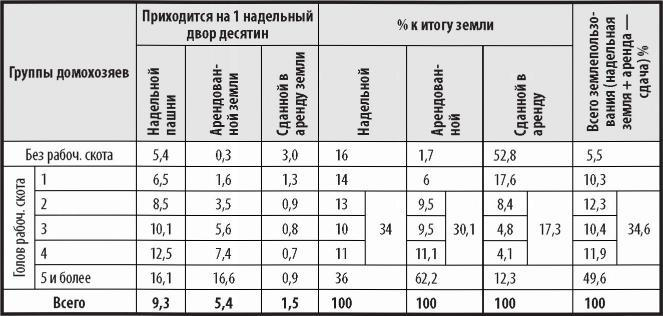 Группы домохозяев
Приходится на 1 надельный двор десятин
% к итогу земли
Всего землепользо-
вания (надельная
земля + аренда —
сдача) %
Надельной
пашни
Арендован-
ной земли
Сданной в
аренду земли
Надельной
Арендован-
ной
Сданной в
аренду
Без рабоч. скота 5,4 0,3 3,0 16 1,7 52,8 5,5
Голов рабоч. скота
1 6,5 1,6 1,3 14 6 17,6 10,3
2 8,5 3,5 0,9 13 9,5 8,4 12,3
3 10,1 5,6 0,8 10 34 9,5 30,1 4,8 17,3 10,4 34,6
4 12,5 7,4 0,7 11 11,1 4,1 11,9
5 и более 16,1 16,6 0,9 36 62,2 12,3 49,6
Всего 9,3 5,4 1,5 100 100 100 100